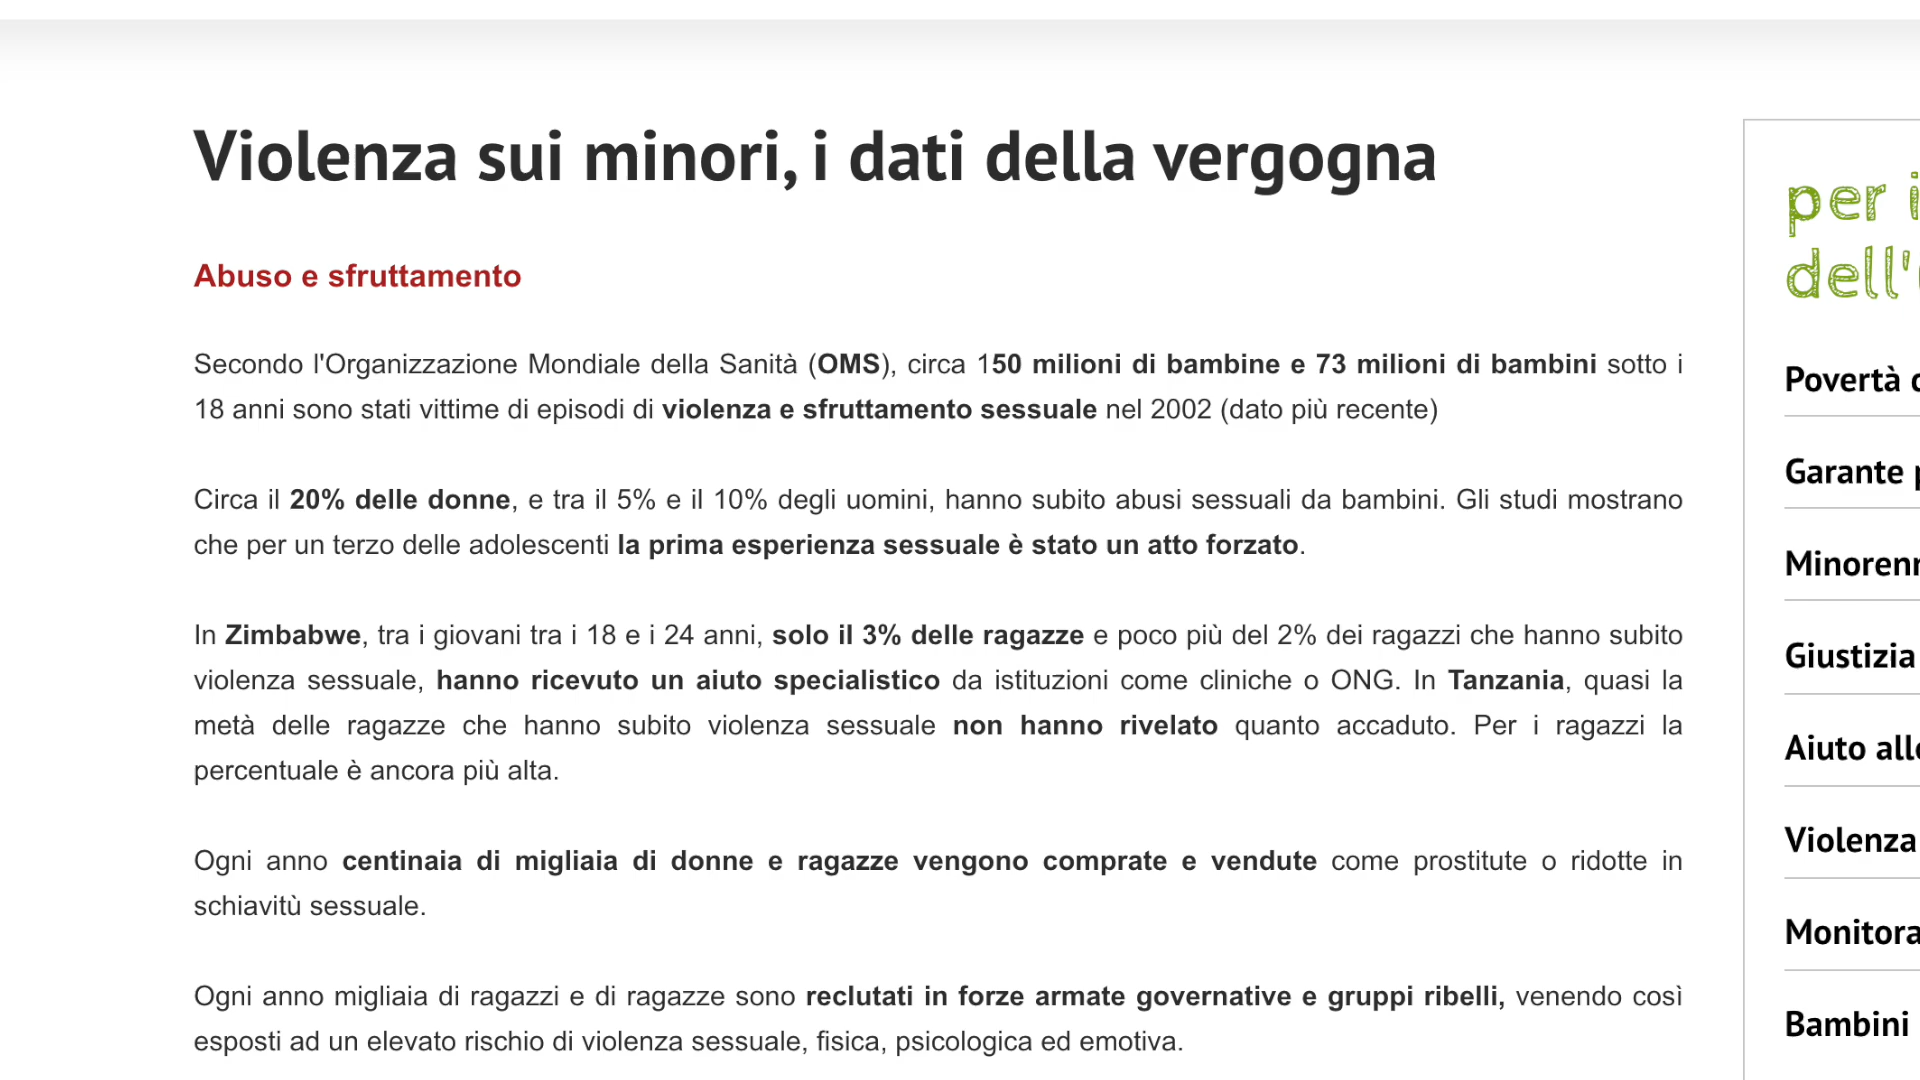 Violenza sui minori, i dati della vergogna
Abuso e sfruttamento
Secondo l'Organizzazione Mondiale della Sanità (OMS), circa 150 milioni di bambine e 73 milioni di bambini sotto i
18 anni sono stati vittime di episodi di violenza e sfruttamento sessuale nel 2002 (dato più recente)
Circa il 20% delle donne, e tra il 5% e il 10% degli uomini, hanno subito abusi sessuali da bambini. Gli studi mostrano
che per un terzo delle adolescenti la prima esperienza sessuale è stato un atto forzato.
In Zimbabwe, tra i giovani tra i 18 e i 24 anni, solo il 3% delle ragazze e poco più del 2% dei ragazzi che hanno subito
violenza sessuale, hanno ricevuto un aiuto specialistico da istituzioni come cliniche o ONG. In Tanzania, quasi la
metà delle ragazze che hanno subito violenza sessuale non hanno rivelato quanto accaduto. Per i ragazzi la
percentuale è ancora più alta.
Ogni anno centinaia di migliaia di donne e ragazze vengono comprate e vendute come prostitute o ridotte in
schiavitù sessuale.
Ogni anno migliaia di ragazzi e di ragazze sono reclutati in forze armate governative e gruppi ribelli, venendo così
esposti ad un elevato rischio di violenza sessuale, fisica, psicologica ed emotiva.
per
dell'
Povertà
Garante
Giustizia
Aiuto
Violenza
Bambini